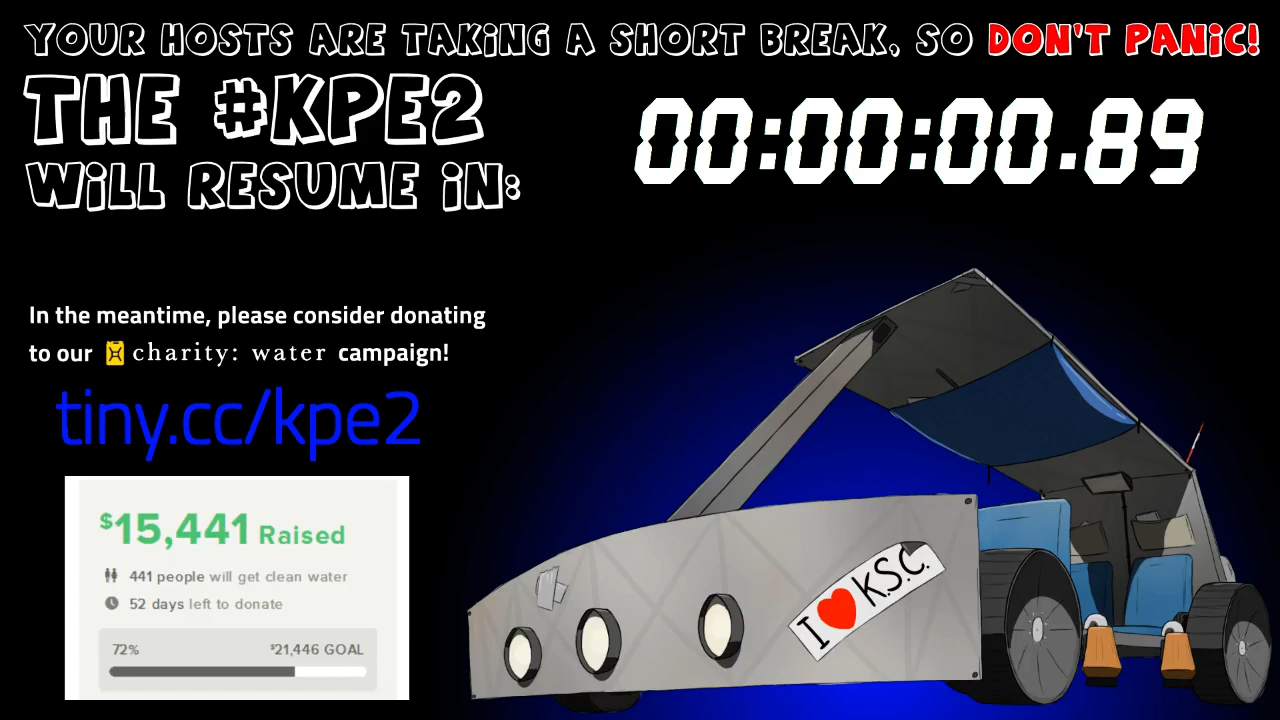 YOUR HOSTS ARE TAKiNG A SHORT BREAK, SO DON'T PANiC!
THE #KPE2
WiLL RESUME iN:
00:00:00.89
In the meantime, please consider donating
to our charity: water campaign!
tiny.cc/kpe2
$15,441 Raised
441 people will get clean water
52 days left to donate
72% $21,446 GOAL
I ❤ K.S.C.